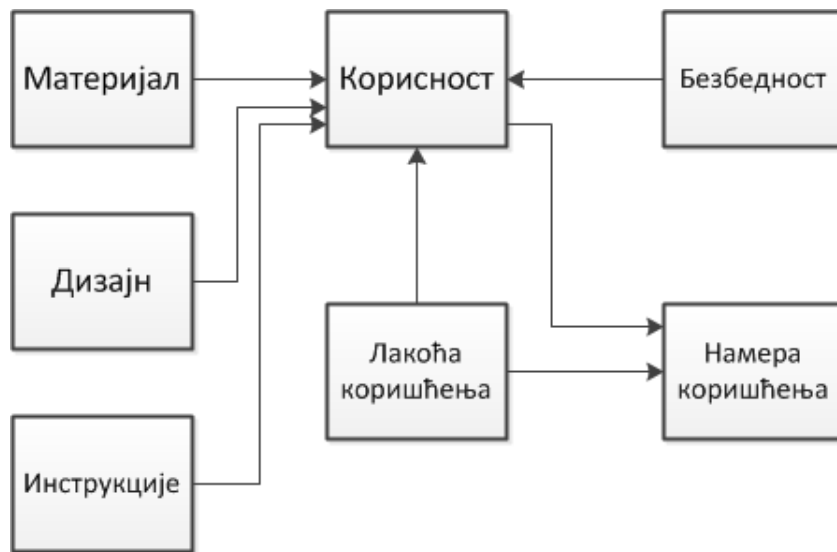 Материјал
Корисност
Безбедност
Дизајн
Лакоћа
коришћења
Намера
коришћења
Инструкције